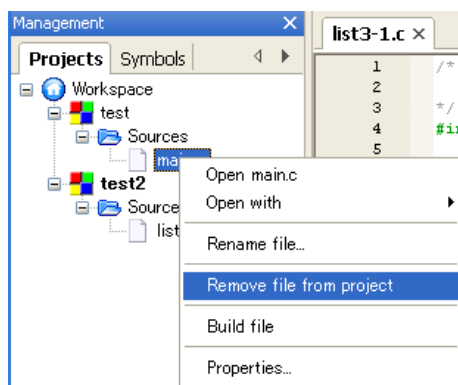 Management
Projects Symbols
Workspace
test
Sources
ma
test2
Source
list
list3-1.c
1
2
3
4
5
/*
*/
#in
Open main.c
Open with
Rename file...
Remove file from project
Build file
Properties...